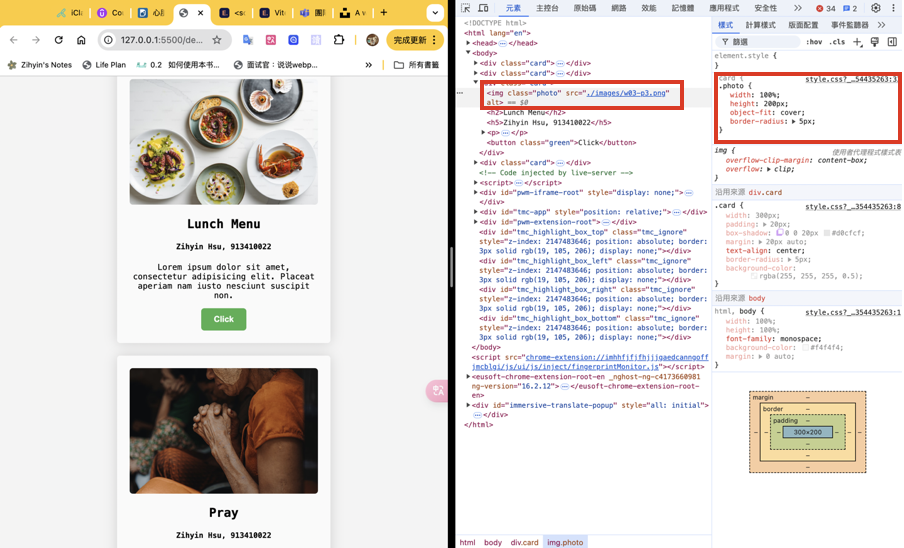 iCl
Co
心
<sc
Ex
Vite
團
A v
127.0.0.1:5500/de...
完成更新
Zihyin's Notes
Life Plan
0.2 如何使用本书...
面试官：说说webp...
所有書籤
Lunch Menu
Zihyin Hsu, 913410022
Lorem ipsum dolor sit amet,
consectetur adipisicing elit. Placeat
aperiam nam iusto nesciunt suscipit
non.
Click
Pray
Zihyin Hsu, 913410022
元素 主控台 原始碼 網路 效能 記憶體 應用程式 安全性 34 2
<!DOCTYPE html>
<html lang="en">
<head> </head>
<body>
<div class="card"> </div>
<div class="card"> </div>
<img class="photo" src="./images/w03-p3.png"
alt> == $0
<h2>Lunch Menu</h2>
<h5>Zihyin Hsu, 913410022</h5>
<p> </p>
<button class="green">Click</button>
</div>
<div class="card"> </div>
<!-- Code injected by live-server -->
<script> </script>
<div id="pwm-iframe-root" style="display: none;">
</div>
<div id="tmc-app" style="position: relative;"> </div>
<div id="pwm-extension-root"> </div>
<div id="tmc_highlight_box_top" class="tmc_ignore"
style="z-index: 2147483646; position: absolute; border:
3px solid rgb(19, 105, 206); display: none;"></div>
<div id="tmc_highlight_box_left" class="tmc_ignore"
style="z-index: 2147483646; position: absolute; border:
3px solid rgb(19, 105, 206); display: none;"></div>
<div id="tmc_highlight_box_right" class="tmc_ignore"
style="z-index: 2147483646; position: absolute; border:
3px solid rgb(19, 105, 206); display: none;"></div>
<div id="tmc_highlight_box_bottom" class="tmc_ignore"
style="z-index: 2147483646; position: absolute; border:
3px solid rgb(19, 105, 206); display: none;"></div>
</body>
<script src="chrome-extension://imhhfjfjfhjjjgaedcannqoff
jmcblgi/js/ui/js/inject/fingerprintMonitor.js"></script>
<eusoft-chrome-extension-root-en _nghost-ng-c4173660981
ng-version="16.2.12"> </eusoft-chrome-extension-root-
en>
<div id="immersive-translate-popup" style="all: initial">
</div>
</html>
html body div.card img.photo
樣式 計算樣式 版面配置 事件監聽器
篩選 :hov .cls
element.style {
}
card {
style.css?_…54435263:3
.photo {
width: 100%;
height: 200px;
object-fit: cover;
border-radius: 5px;
}
img {
使用者代理程式樣式表
overflow-clip-margin: content-box;
overflow: clip;
}
沿用來源 div.card
.card {
style.css?_…354435263:8
width: 300px;
padding: 20px;
box-shadow: 0 0 20px #d0cfcf;
margin: 20px auto;
text-align: center;
border-radius: 5px;
background-color:
rgba(255, 255, 255, 0.5);
}
沿用來源 body
html, body {
style.css?_…354435263:1
width: 100%;
height: 100%;
font-family: monospace;
background-color: #f4f4f4;
margin: 0 auto;
}
margin
border
padding
300×200